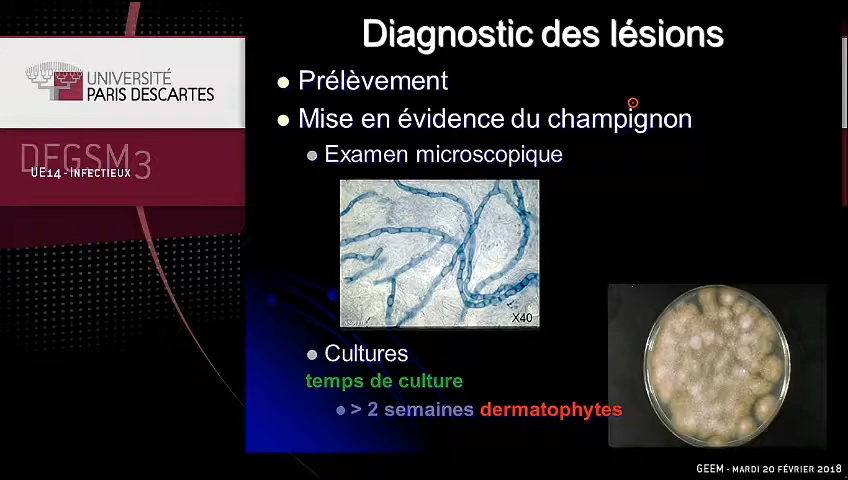 Diagnostic des lésions
UNIVERSITÉ
PARIS DESCARTES
DFGSM3
UE14 - INFECTIEUX
Prélèvement
Mise en évidence du champignon
Examen microscopique
X40
Cultures
temps de culture
> 2 semaines dermatophytes
GEEM - MARDI 20 FÉVRIER 2018